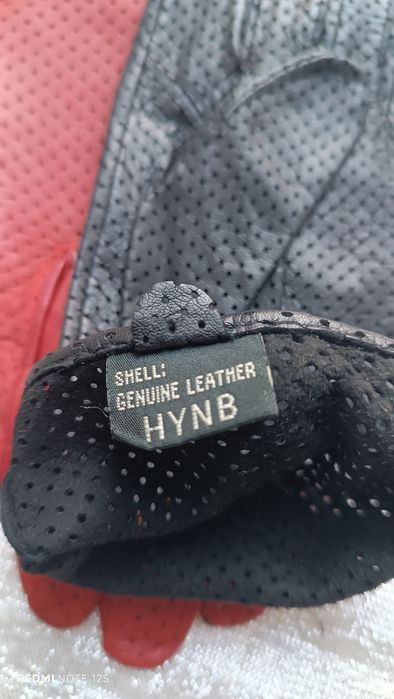 SHELL:
GENUINE LEATHER
HYNB
REDMI NOTE 12S